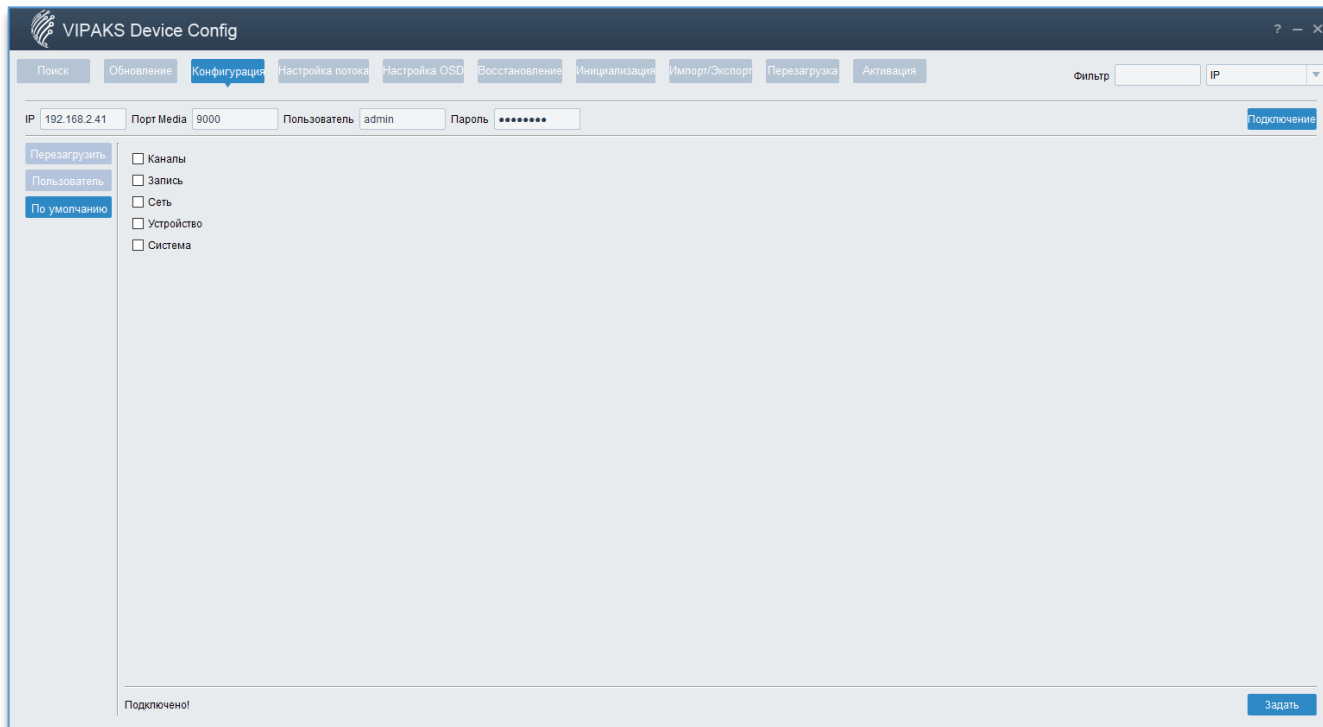 VIPAKS Device Config
? – ×
Поиск Обновление Конфигурация Настройка потока Настройка OSD Восстановление Инициализация Импорт/Экспорт Перезагрузка Активация Фильтр IP
IP 192.168.2.41 Порт Media 9000 Пользователь admin Пароль ●●●●●●●● Подключение
Перезагрузить
Пользователь
По умолчанию
Каналы
Запись
Сеть
Устройство
Система
Подключено!
Задать